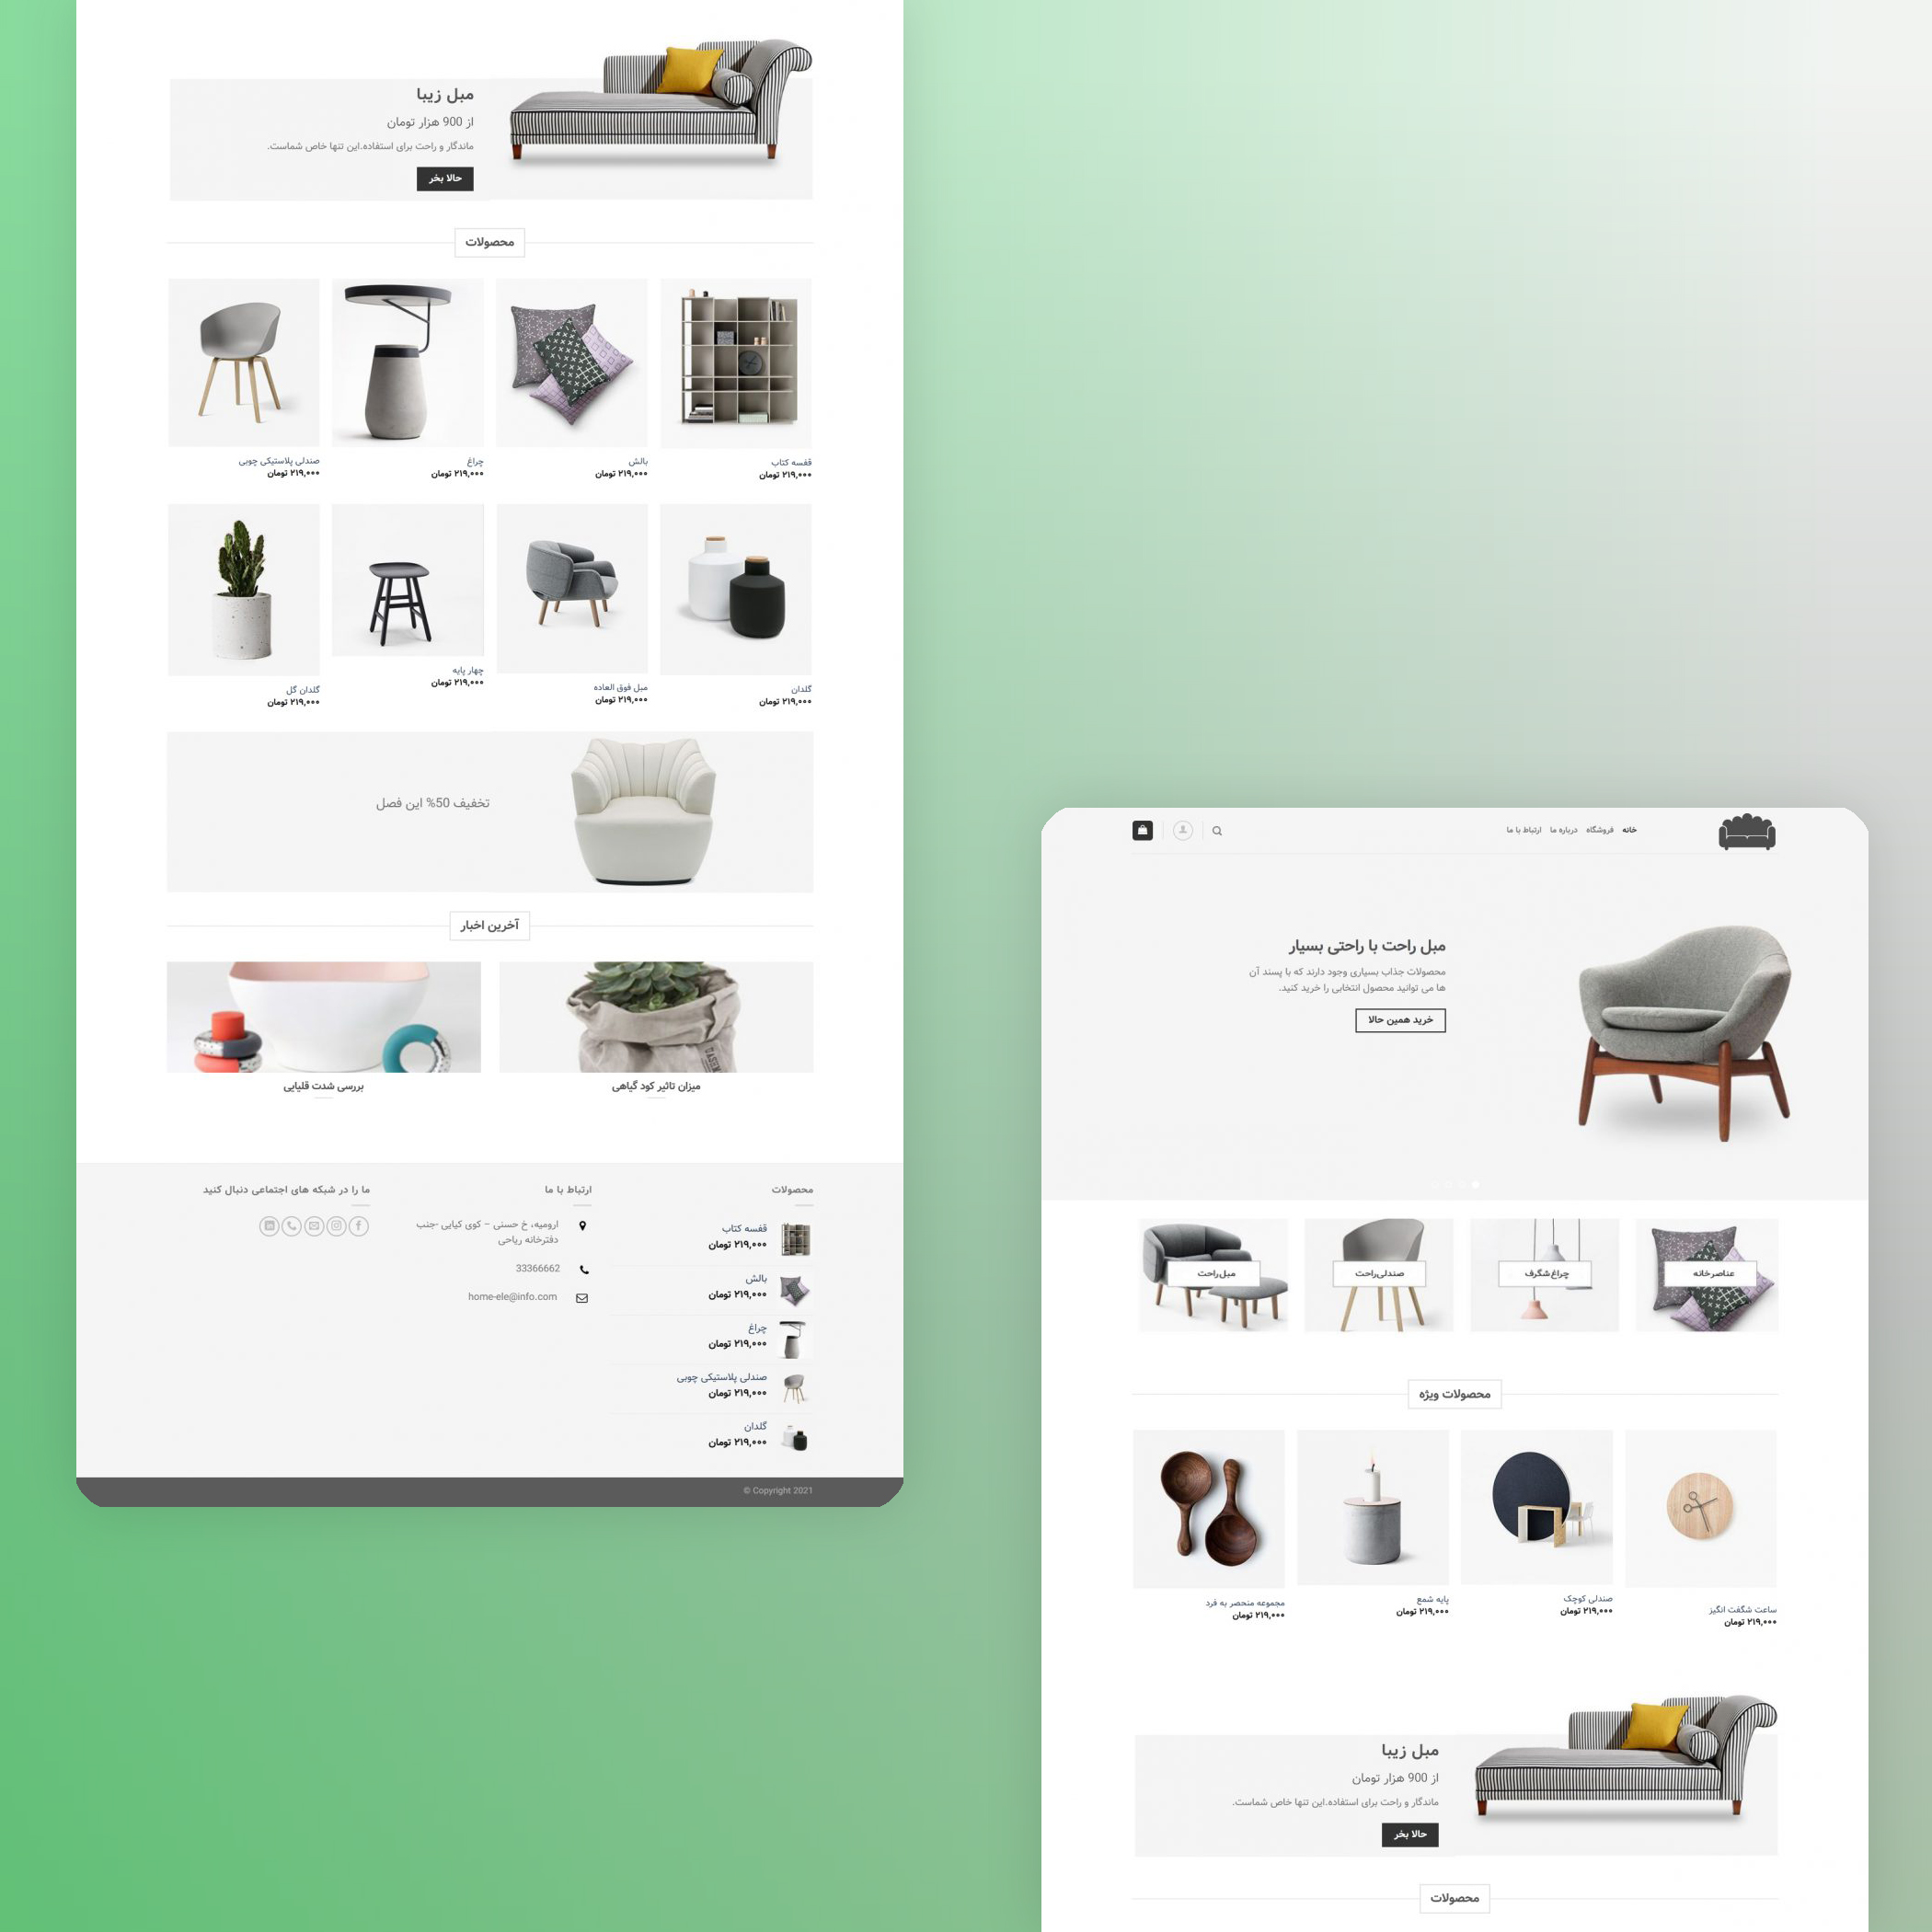 مبل زیبا
از 900 هزار تومان
ماندگار و راحت برای استفاده.این تنها خاص شماست.
حالا بخر
محصولات
قفسه کتاب
۲۱۹,۰۰۰ تومان
بالش
۲۱۹,۰۰۰ تومان
چراغ
۲۱۹,۰۰۰ تومان
صندلی پلاستیکی چوبی
۲۱۹,۰۰۰ تومان
گلدان
۲۱۹,۰۰۰ تومان
مبل فوق العاده
۲۱۹,۰۰۰ تومان
چهار پایه
۲۱۹,۰۰۰ تومان
گلدان گل
۲۱۹,۰۰۰ تومان
تخفیف 50% این فصل
آخرین اخبار
میزان تاثیر کود گیاهی
بررسی شدت قلیایی
محصولات
قفسه کتاب
۲۱۹,۰۰۰ تومان
بالش
۲۱۹,۰۰۰ تومان
چراغ
۲۱۹,۰۰۰ تومان
صندلی پلاستیکی چوبی
۲۱۹,۰۰۰ تومان
گلدان
۲۱۹,۰۰۰ تومان
ارتباط با ما
ارومیه، خ حسنی – کوی کیایی -جنب
دفترخانه ریاحی
33366662
home-ele@info.com
ما را در شبکه های اجتماعی دنبال کنید
© Copyright 2021
خانه فروشگاه درباره ما ارتباط با ما
مبل راحت با راحتی بسیار
محصولات جذاب بسیاری وجود دارند که با پسند آن
ها می توانید محصول انتخابی را خرید کنید.
خرید همین حالا
عناصرخانه
چراغ شگرف
صندلی راحت
مبل راحت
محصولات ویژه
ساعت شگفت انگیز
۲۱۹,۰۰۰ تومان
صندلی کوچک
۲۱۹,۰۰۰ تومان
پایه شمع
۲۱۹,۰۰۰ تومان
مجموعه منحصر به فرد
۲۱۹,۰۰۰ تومان
مبل زیبا
از 900 هزار تومان
ماندگار و راحت برای استفاده.این تنها خاص شماست.
حالا بخر
محصولات